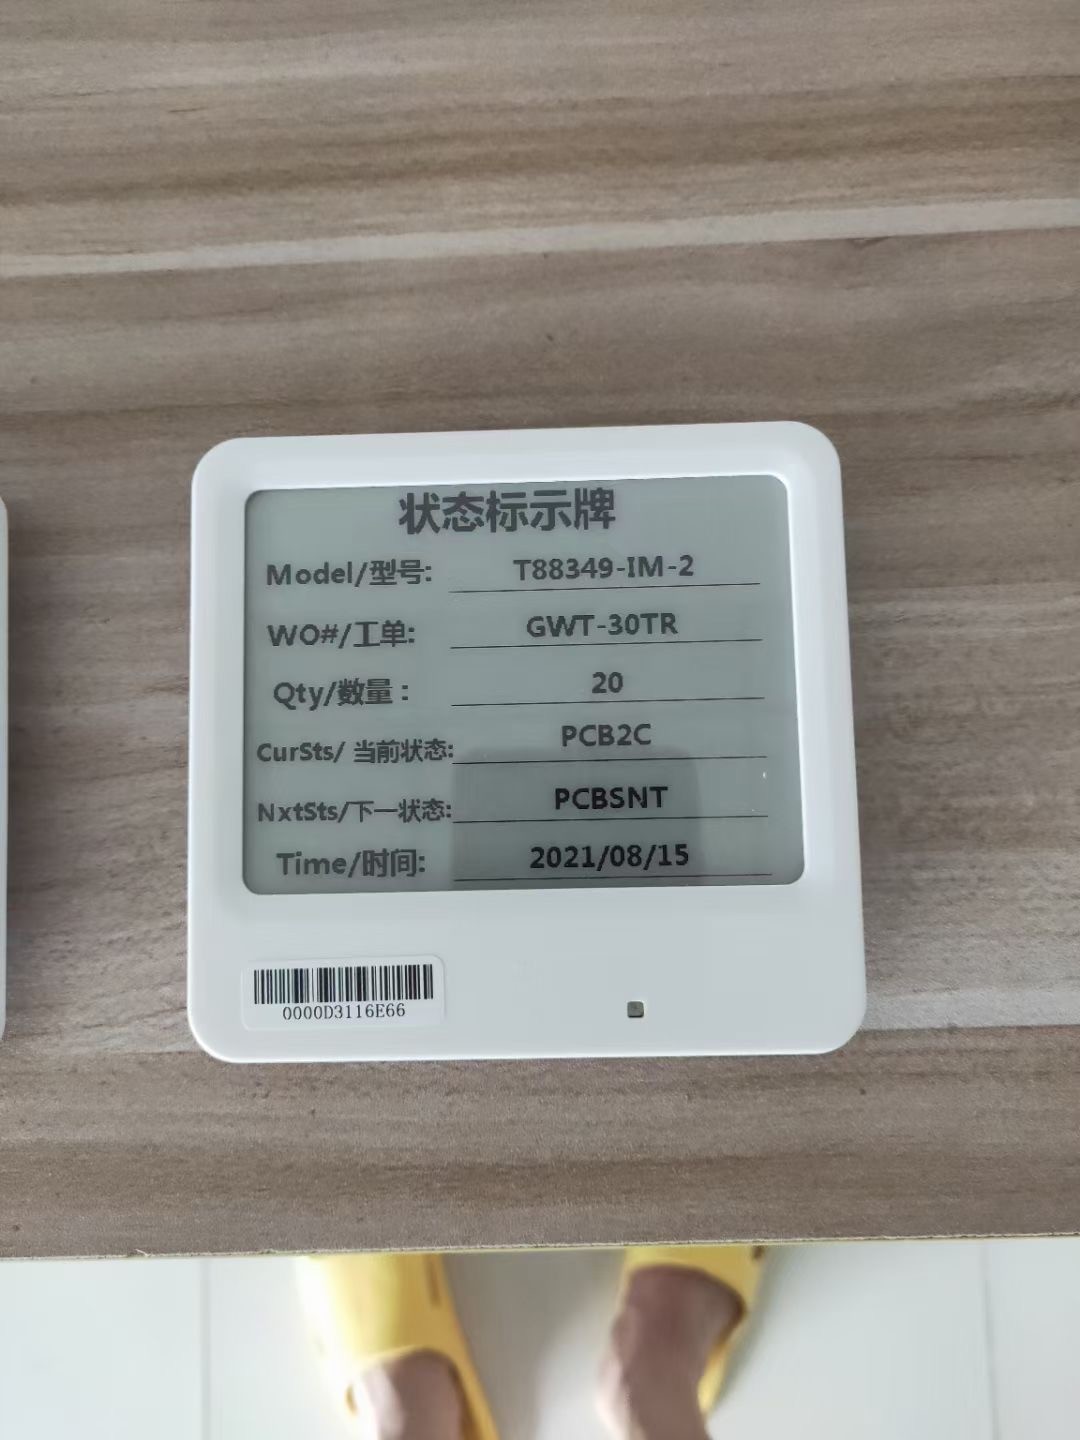 状态标示牌
Model/型号: T88349-IM-2
WO#/工单: GWT-30TR
Qty/数量： 20
CurSts/ 当前状态: PCB2C
NxtSts/下一状态: PCBSNT
Time/时间: 2021/08/15
0000D3116E66